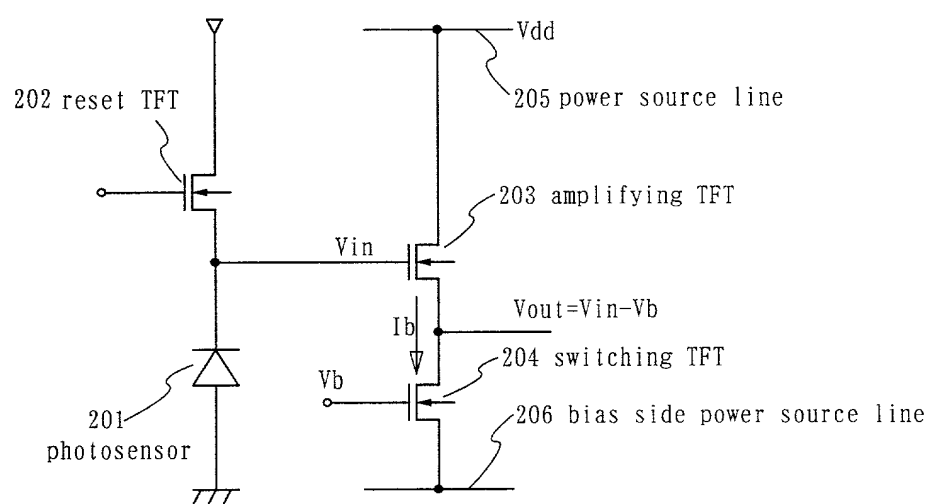 Vdd
202 reset TFT
205 power source line
203 amplifying TFT
Vin
Vout=Vin-Vb
Ib
204 switching TFT
Vb
201
photosensor
206 bias side power source line